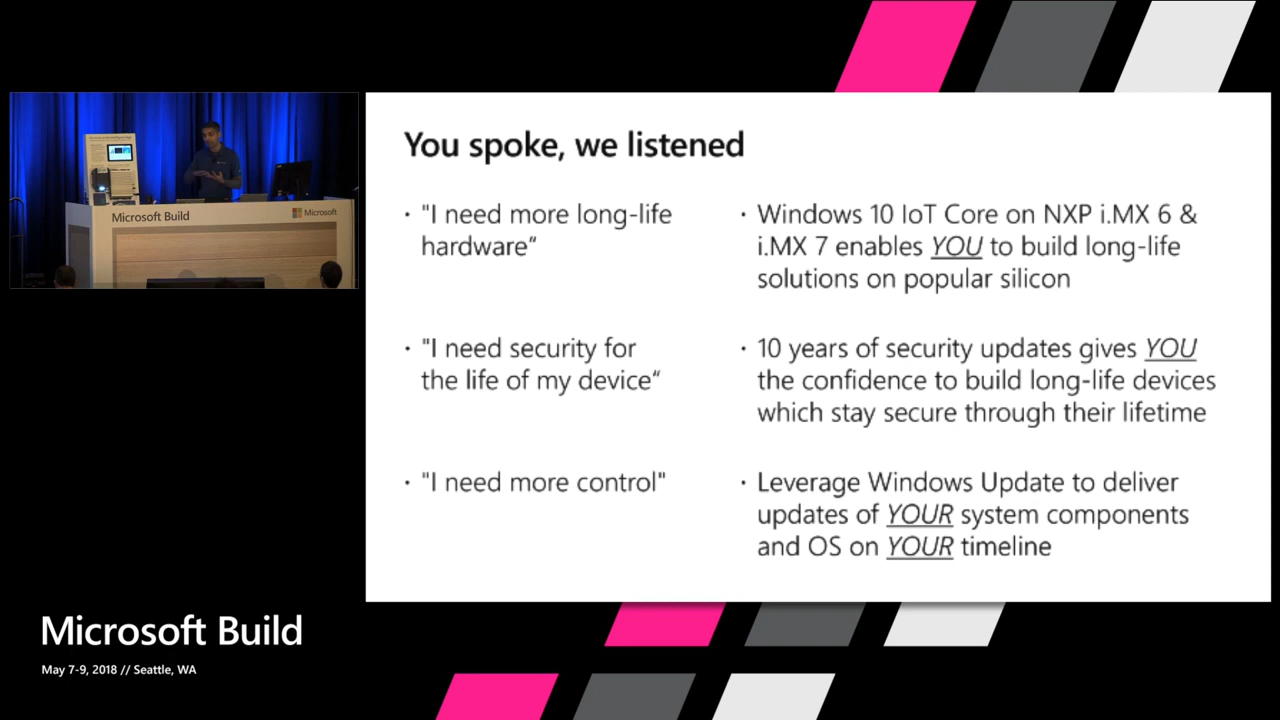 You spoke, we listened
· "I need more long-life
hardware“
· Windows 10 IoT Core on NXP i.MX 6 &
i.MX 7 enables YOU to build long-life
solutions on popular silicon
· "I need security for
the life of my device“
· 10 years of security updates gives YOU
the confidence to build long-life devices
which stay secure through their lifetime
· "I need more control"
· Leverage Windows Update to deliver
updates of YOUR system components
and OS on YOUR timeline
Microsoft Build
Microsoft
Microsoft Build
May 7-9, 2018 // Seattle, WA